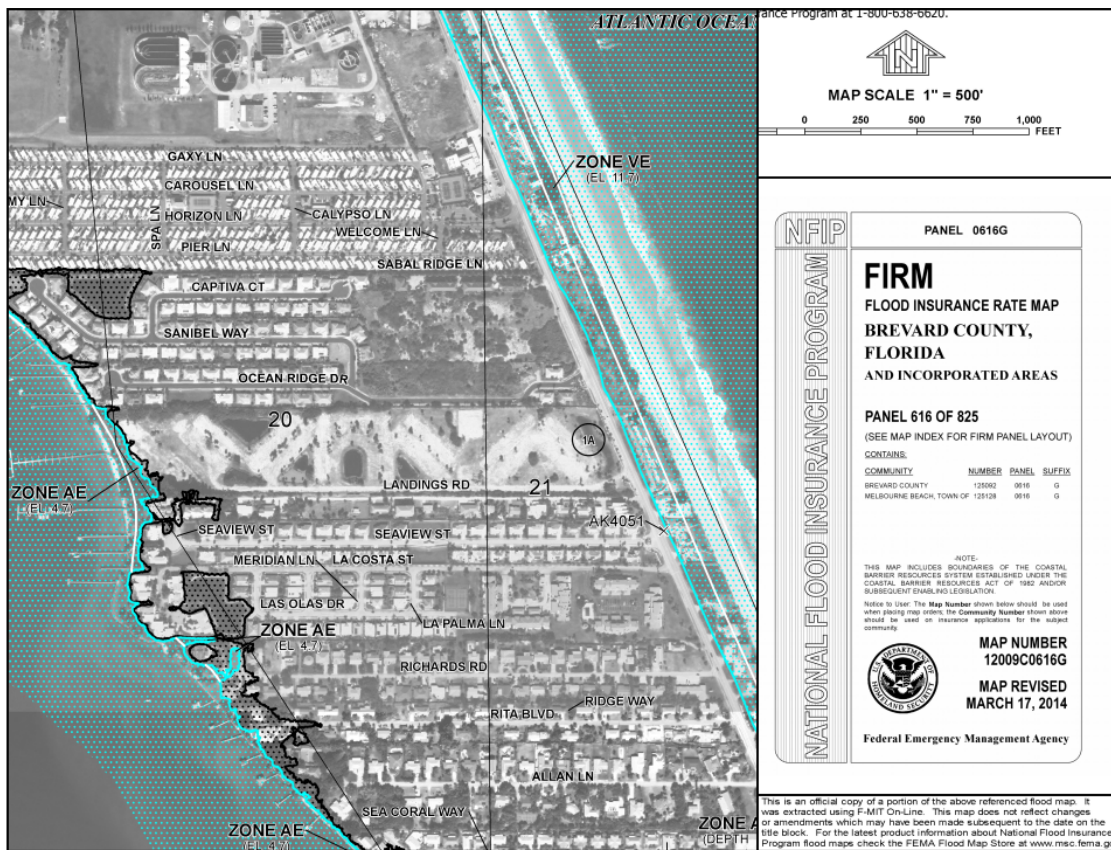 ATLANTIC OCEAN
GAXY LN
CAROUSEL LN
MY LN
HORIZON LN
CALYPSO LN
SPA LN
WELCOME LN
PIER LN
SABAL RIDGE LN
CAPTIVA CT
SANIBEL WAY
OCEAN RIDGE DR
ZONE VE
(EL 11.7)
20
1A
ZONE AE
(EL 4.7)
LANDINGS RD
21
AK4051
SEAVIEW ST
SEAVIEW ST
MERIDIAN LN
LA COSTA ST
LAS OLAS DR
LA PALMA LN
ZONE AE
(EL 4.7)
RICHARDS RD
RIDGE WAY
RITA BLVD
ALLAN LN
SEA CORAL WAY
ZONE AE
(EL 4.7)
ZONE A
(DEPTH
rance Program at 1-800-638-6620.
N
MAP SCALE 1" = 500'
0 250 500 750 1,000
FEET
NFIP
NATIONAL FLOOD INSURANCE PROGRAM
PANEL 0616G
FIRM
FLOOD INSURANCE RATE MAP
BREVARD COUNTY,
FLORIDA
AND INCORPORATED AREAS
PANEL 616 OF 825
(SEE MAP INDEX FOR FIRM PANEL LAYOUT)
CONTAINS:
COMMUNITY NUMBER PANEL SUFFIX
BREVARD COUNTY 125092 0616 G
MELBOURNE BEACH, TOWN OF 125128 0616 G
-NOTE-
THIS MAP INCLUDES BOUNDARIES OF THE COASTAL
BARRIER RESOURCES SYSTEM ESTABLISHED UNDER THE
COASTAL BARRIER RESOURCES ACT OF 1982 AND/OR
SUBSEQUENT ENABLING LEGISLATION.
Notice to User: The Map Number shown below should be used
when placing map orders; the Community Number shown above
should be used on insurance applications for the subject
community.
U.S. DEPARTMENT OF
HOMELAND SECURITY
MAP NUMBER
12009C0616G
MAP REVISED
MARCH 17, 2014
Federal Emergency Management Agency
This is an official copy of a portion of the above referenced flood map. It
was extracted using F-MIT On-Line. This map does not reflect changes
or amendments which may have been made subsequent to the date on the
title block. For the latest product information about National Flood Insurance
Program flood maps check the FEMA Flood Map Store at www.msc.fema.g